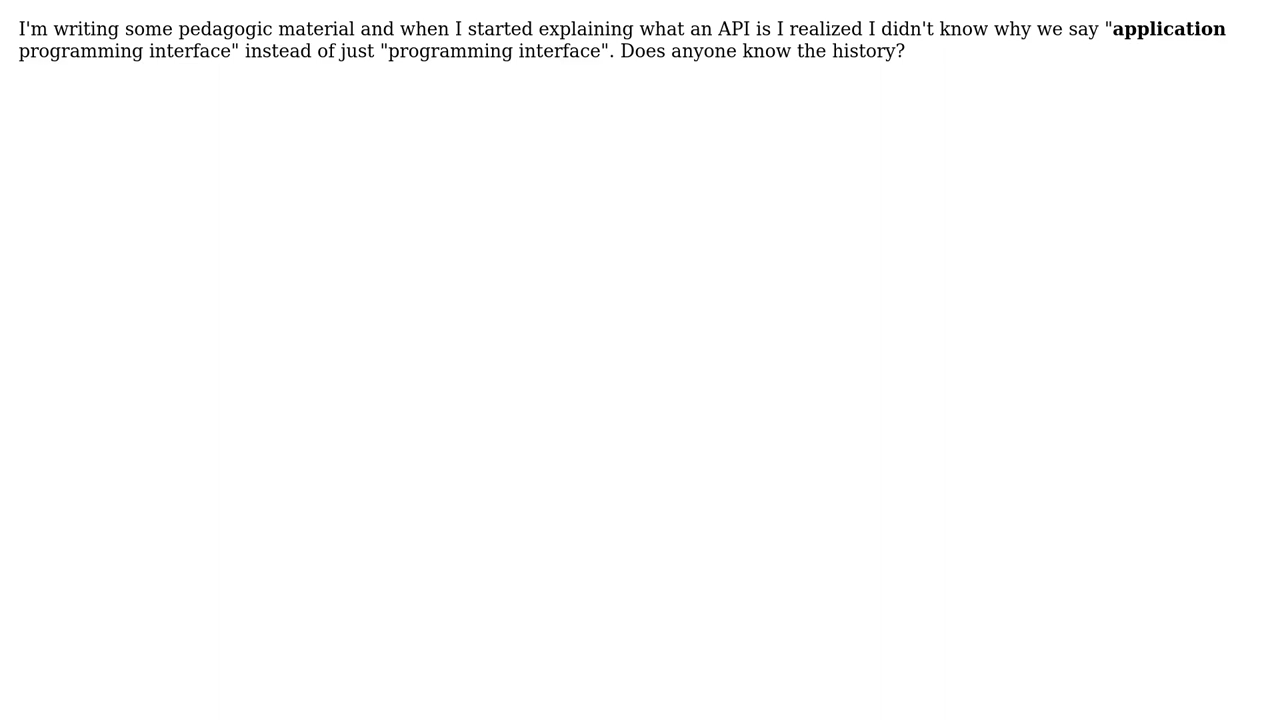 I'm writing some pedagogic material and when I started explaining what an API is I realized I didn't know why we say "application
programming interface" instead of just "programming interface". Does anyone know the history?